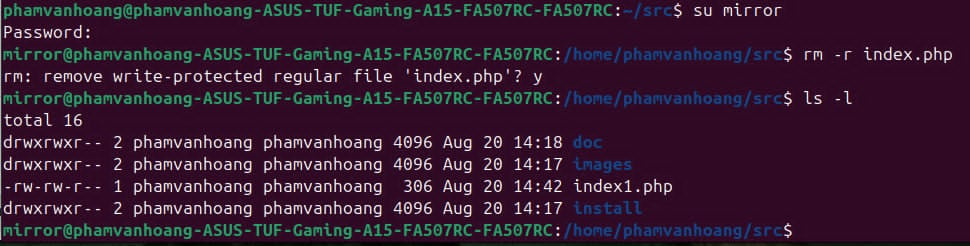 phamvanhoang@phamvanhoang-ASUS-TUF-Gaming-A15-FA507RC-FA507RC:~/src$ su mirror
Password:
mirror@phamvanhoang-ASUS-TUF-Gaming-A15-FA507RC-FA507RC:/home/phamvanhoang/src$ rm -r index.php
rm: remove write-protected regular file 'index.php'? y
mirror@phamvanhoang-ASUS-TUF-Gaming-A15-FA507RC-FA507RC:/home/phamvanhoang/src$ ls -l
total 16
drwxrwxr-- 2 phamvanhoang phamvanhoang 4096 Aug 20 14:18 doc
drwxrwxr-- 2 phamvanhoang phamvanhoang 4096 Aug 20 14:17 images
-rw-rw-r-- 1 phamvanhoang phamvanhoang  306 Aug 20 14:42 index1.php
drwxrwxr-- 2 phamvanhoang phamvanhoang 4096 Aug 20 14:17 install
mirror@phamvanhoang-ASUS-TUF-Gaming-A15-FA507RC-FA507RC:/home/phamvanhoang/src$